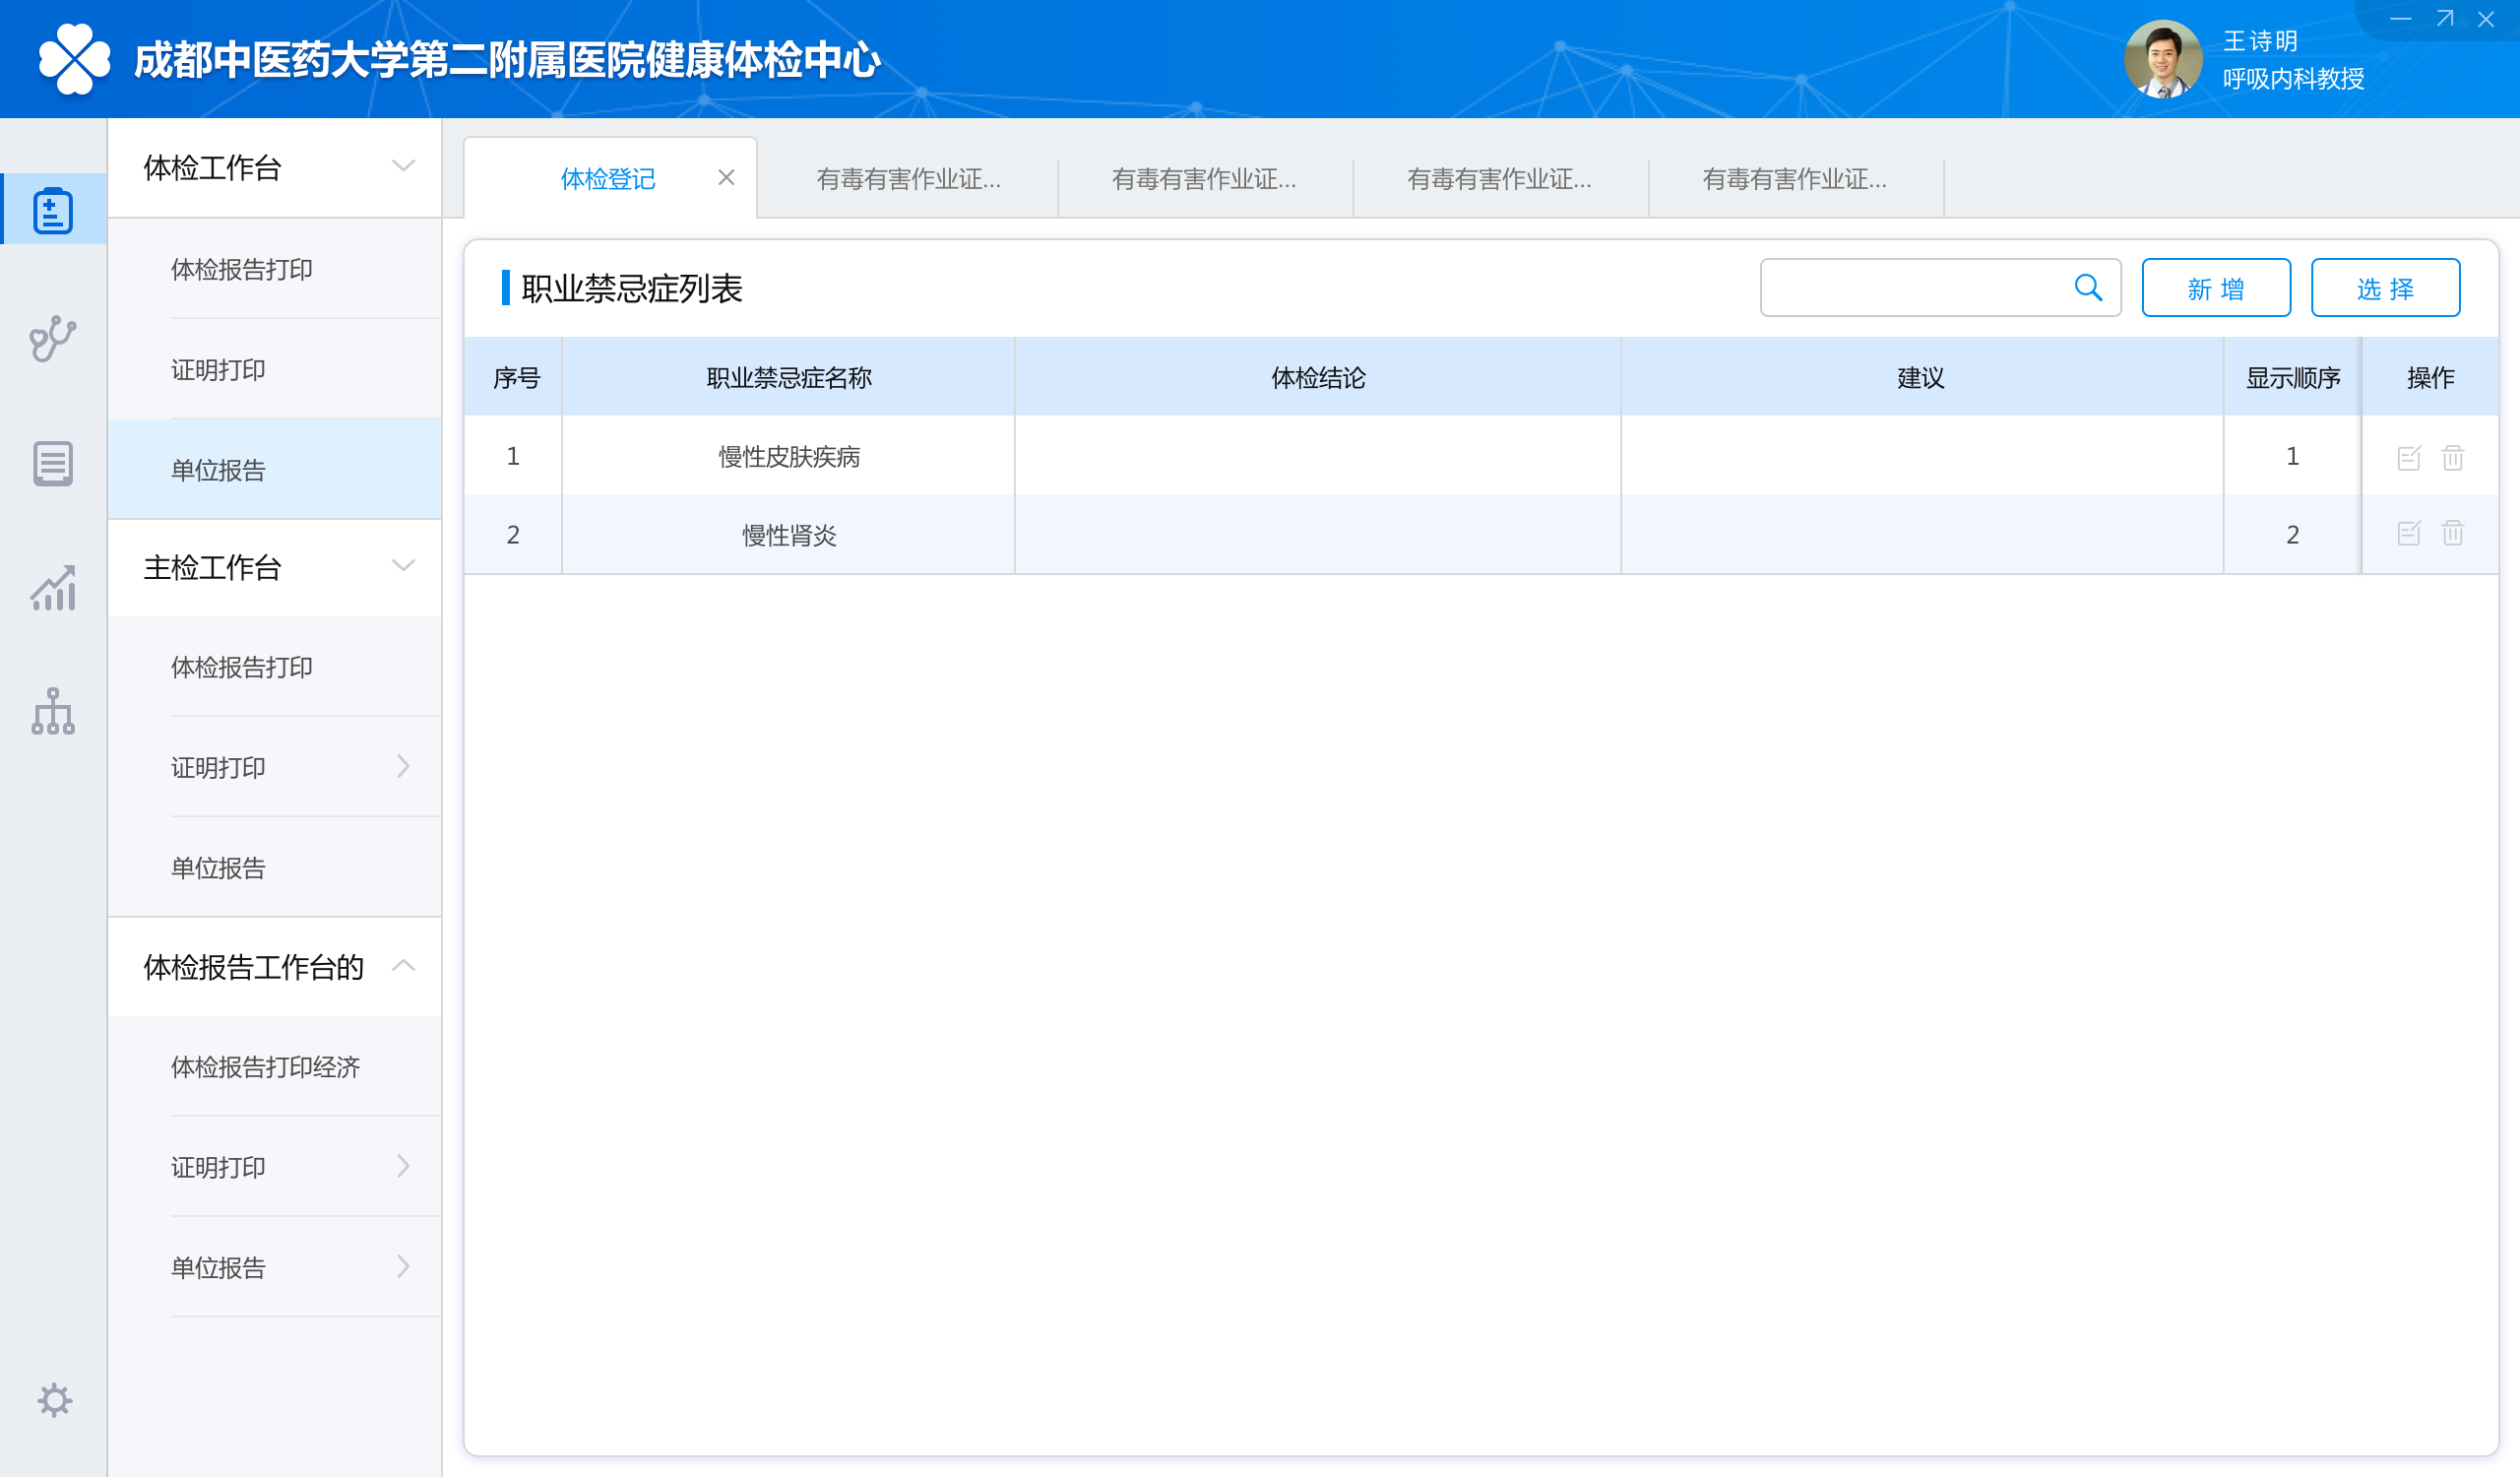 成都中医药大学第二附属医院健康体检中心
王诗明
呼吸内科教授
体检工作台
体检报告打印
证明打印
单位报告
主检工作台
体检报告打印
证明打印
单位报告
体检报告工作台的
体检报告打印经济
证明打印
单位报告
体检登记 有毒有害作业证... 有毒有害作业证... 有毒有害作业证... 有毒有害作业证...
职业禁忌症列表 新 增 选 择
序号 职业禁忌症名称 体检结论 建议 显示顺序 操作
1 慢性皮肤疾病 1
2 慢性肾炎 2